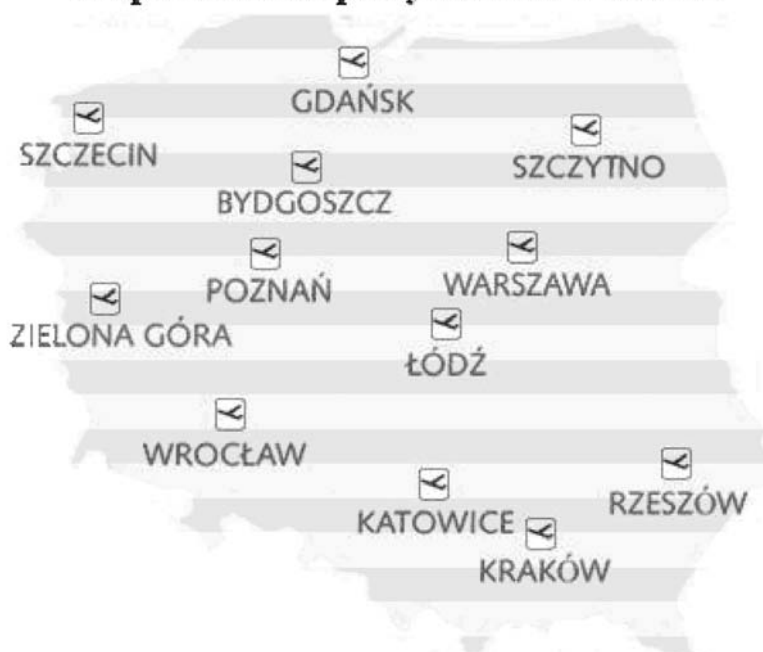 GDAŃSK
SZCZECIN
SZCZYTNO
BYDGOSZCZ
POZNAŃ
WARSZAWA
ZIELONA GÓRA
ŁÓDŹ
WROCŁAW
RZESZÓW
KATOWICE
KRAKÓW